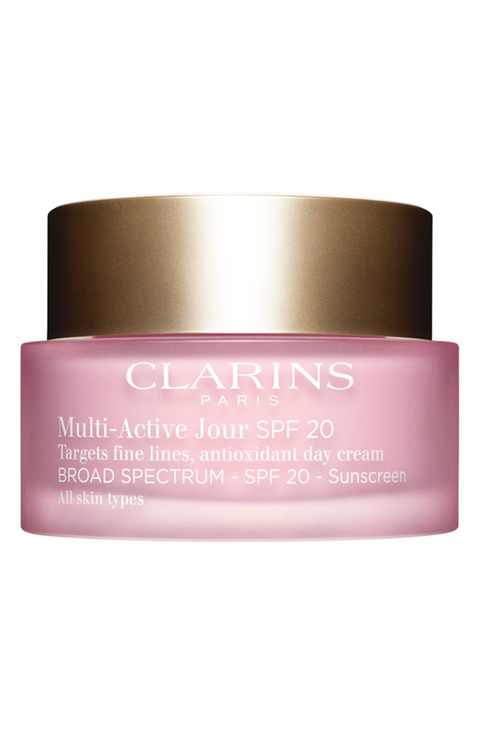 CLARINS
PARIS
Multi-Active Jour SPF 20
Targets fine lines, antioxidant day cream
BROAD SPECTRUM - SPF 20 - Sunscreen
All skin types